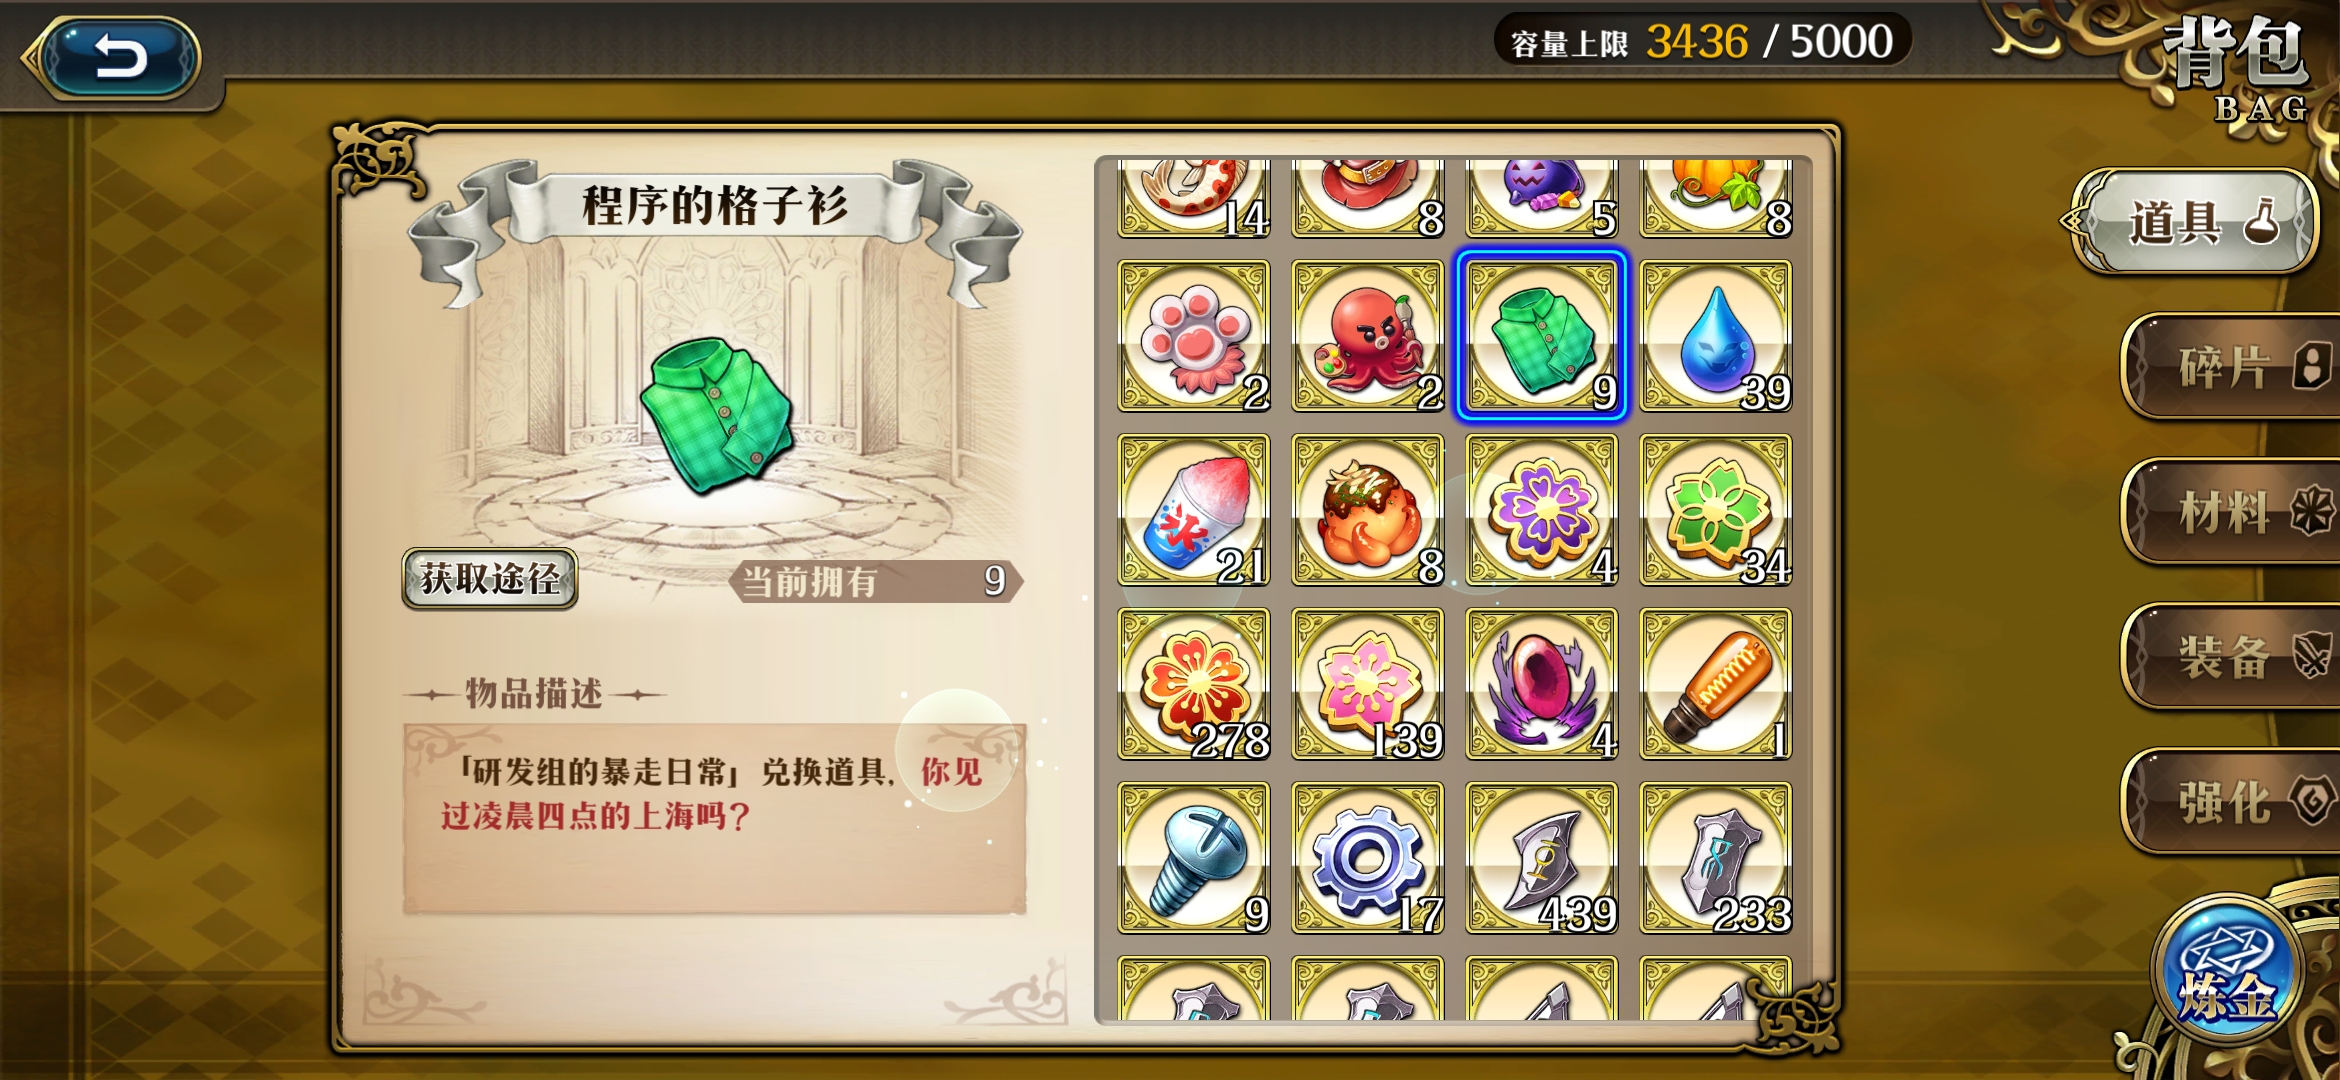 容量上限 3436 / 5000
背包
BAG
程序的格子衫
获取途径
当前拥有 9
物品描述
「研发组的暴走日常」兑换道具，你见
过凌晨四点的上海吗？
14 8 5 8
2 2 9 39
氷
21 8 4 34
278 139 4 1
9 17 439 233
道具
碎片
材料
装备
强化
炼金